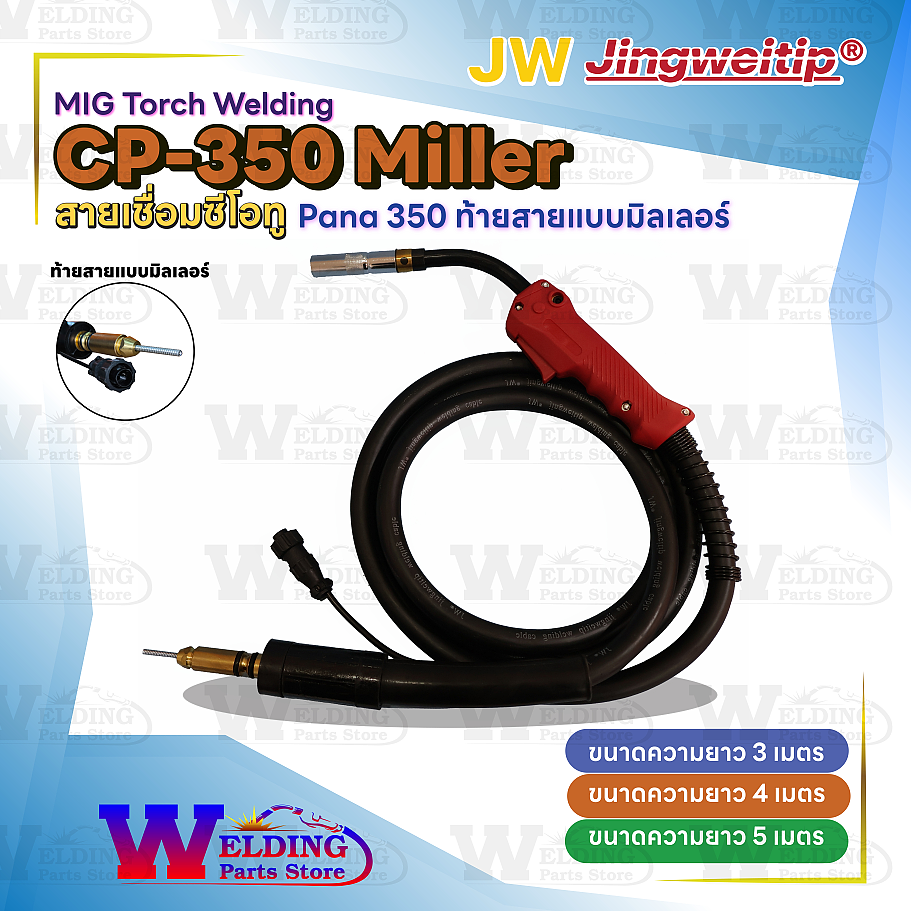 JW Jingweitip®
MIG Torch Welding
CP-350 Miller
สายเชื่อมซีโอทู Pana 350 ท้ายสายแบบมิลเลอร์
ท้ายสายแบบมิลเลอร์
ขนาดความยาว 3 เมตร
ขนาดความยาว 4 เมตร
ขนาดความยาว 5 เมตร
WELDING
Parts Store